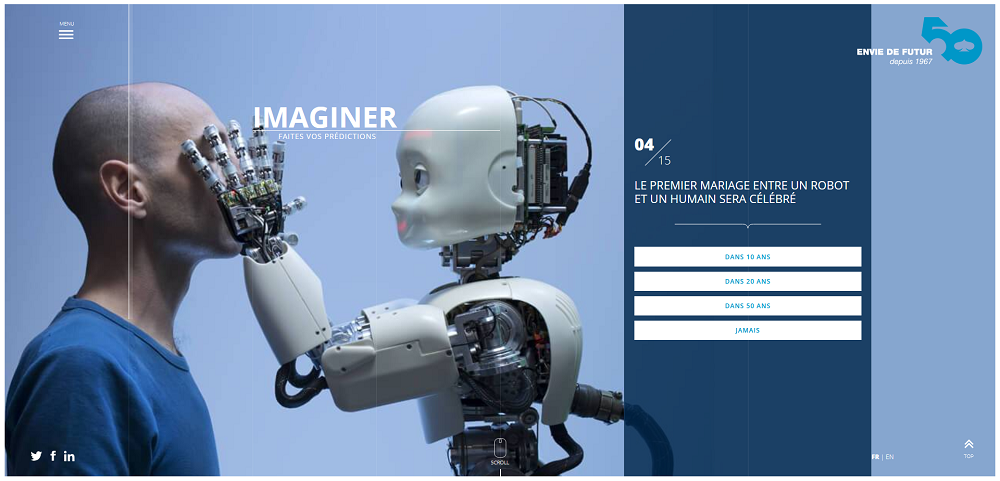 MENU
50
ENVIE DE FUTUR
depuis 1967
IMAGINER
FAITES VOS PRÉDICTIONS
04
15
LE PREMIER MARIAGE ENTRE UN ROBOT
ET UN HUMAIN SERA CÉLÉBRÉ
DANS 10 ANS
DANS 20 ANS
DANS 50 ANS
JAMAIS
SCROLL
FR | EN
TOP